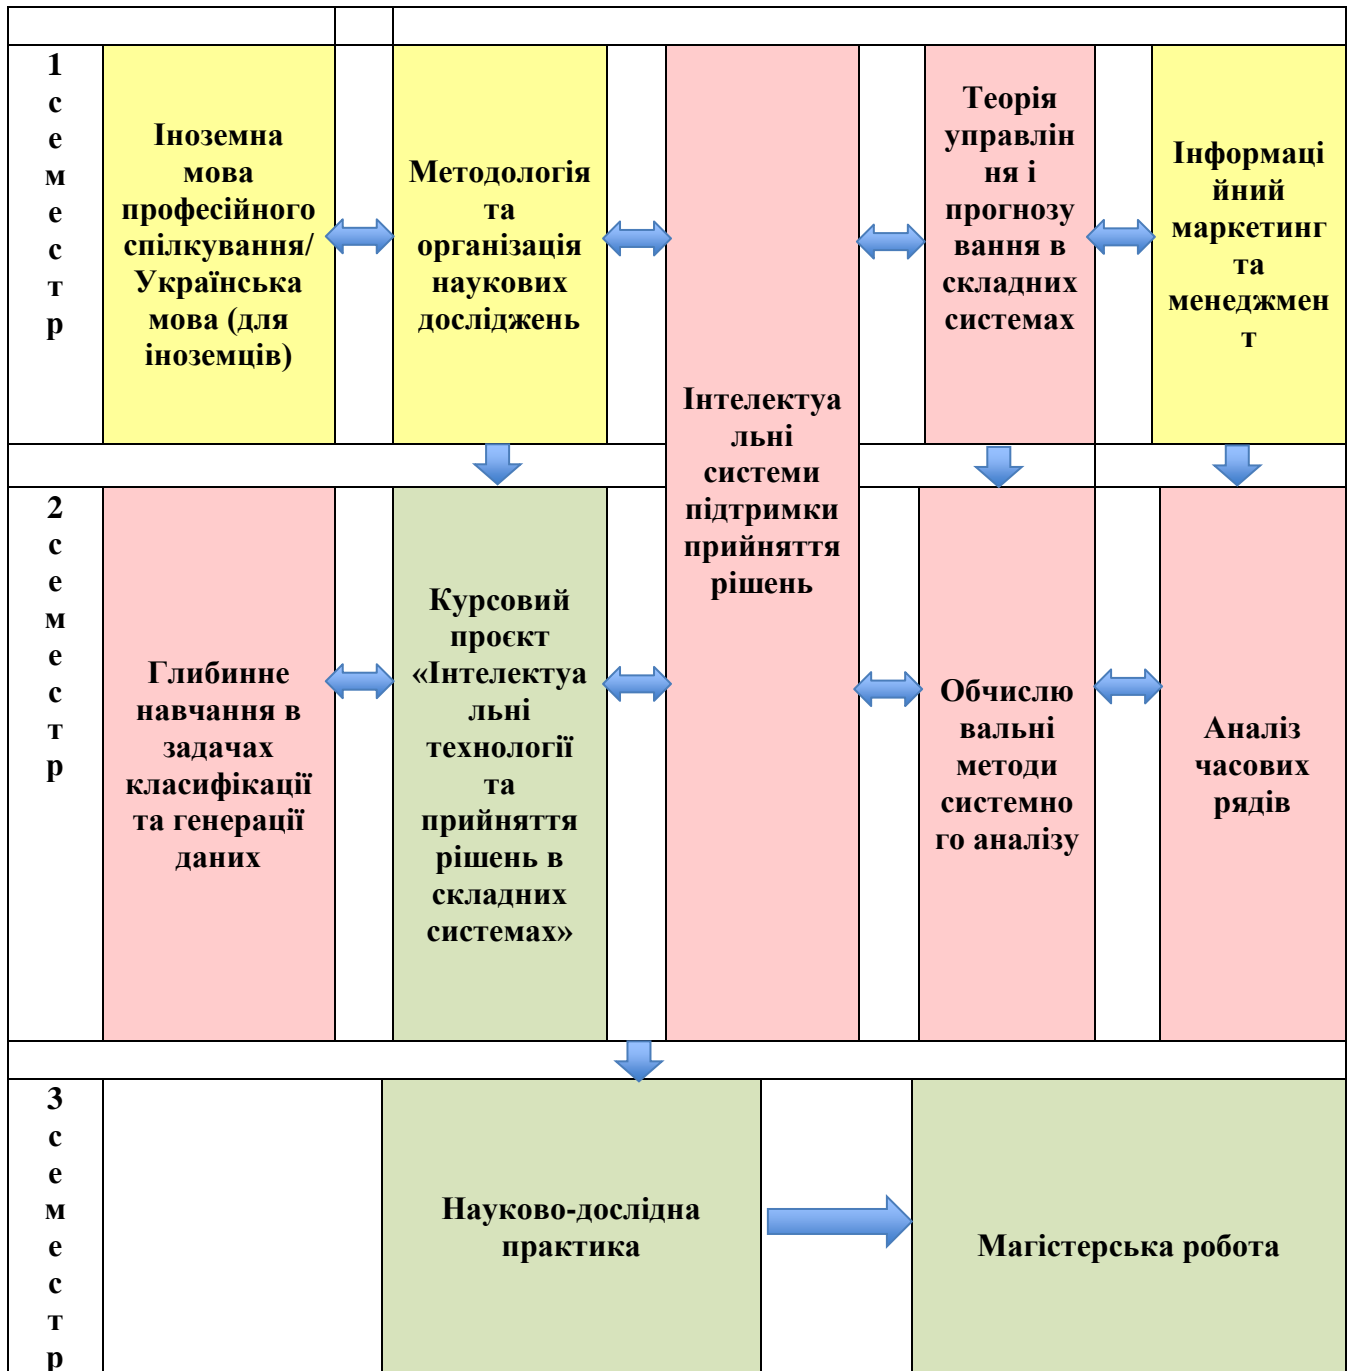 1
с
е
м
е
с
т
р
Іноземна
мова
професійного
спілкування/
Українська
мова (для
іноземців)
Методологія
та
організація
наукових
досліджень
Інтелектуа
льні
системи
підтримки
прийняття
рішень
Теорія
управлін
ня і
прогнозу
вання в
складних
системах
Інформаці
йний
маркетинг
та
менеджмен
т
2
с
е
м
е
с
т
р
Глибинне
навчання в
задачах
класифікації
та генерації
даних
Курсовий
проєкт
«Інтелектуа
льні
технології
та
прийняття
рішень в
складних
системах»
Обчислю
вальні
методи
системно
го аналізу
Аналіз
часових
рядів
3
с
е
м
е
с
т
р
Науково-дослідна
практика
Магістерська робота